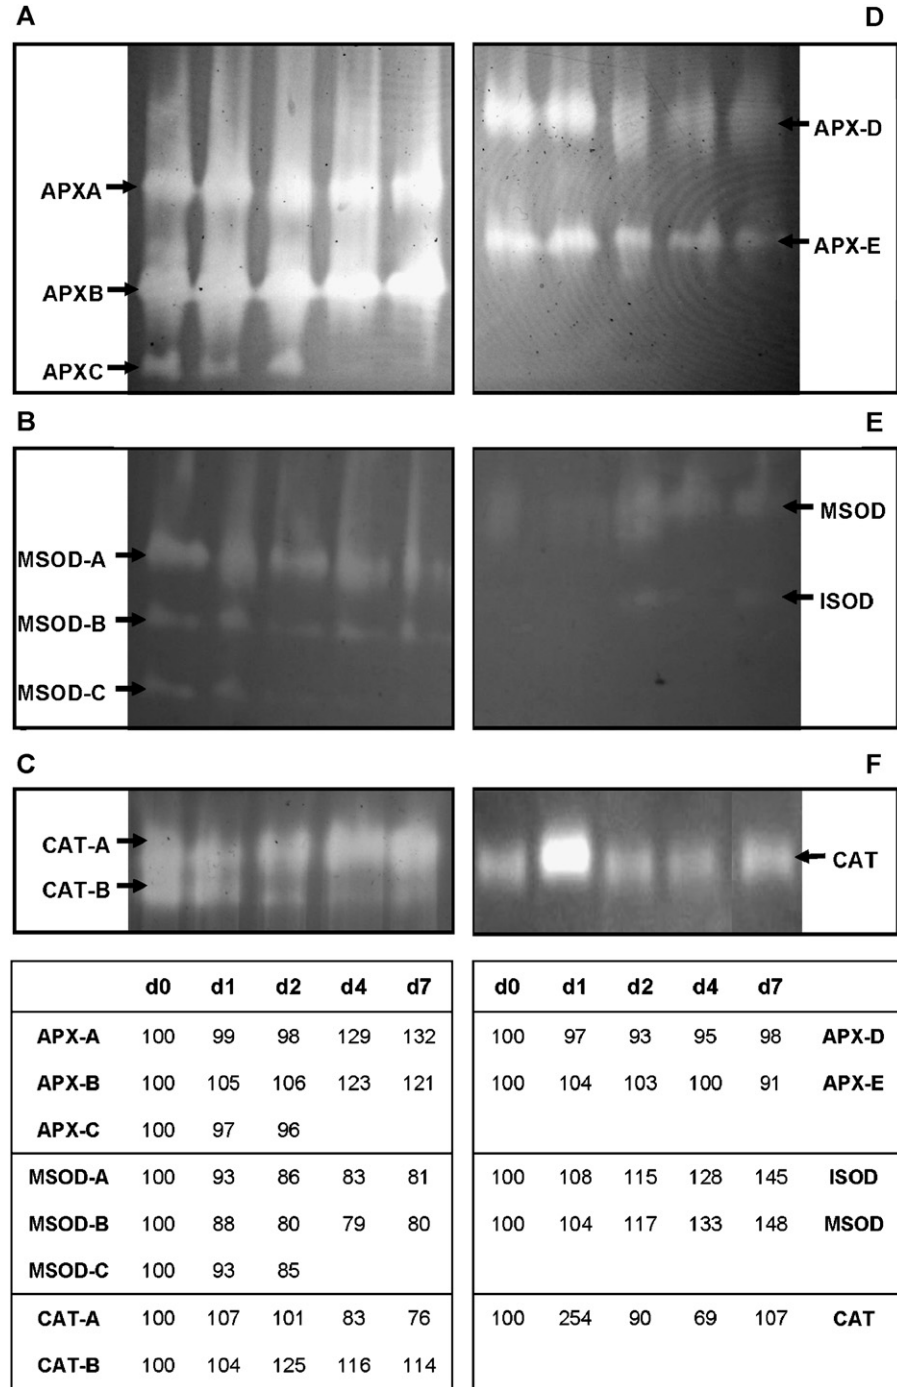 A
D
APXA
APXB
APXC
APX-D
APX-E
B
E
MSOD-A
MSOD-B
MSOD-C
MSOD
ISOD
C
F
CAT-A
CAT-B
CAT
d0 d1 d2 d4 d7
APX-A 100 99 98 129 132
APX-B 100 105 106 123 121
APX-C 100 97 96
MSOD-A 100 93 86 83 81
MSOD-B 100 88 80 79 80
MSOD-C 100 93 85
CAT-A 100 107 101 83 76
CAT-B 100 104 125 116 114
d0 d1 d2 d4 d7
100 97 93 95 98 APX-D
100 104 103 100 91 APX-E
100 108 115 128 145 ISOD
100 104 117 133 148 MSOD
100 254 90 69 107 CAT